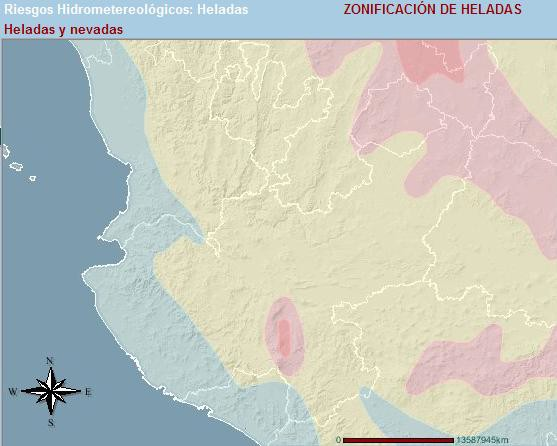 Riesgos Hidrometereológicos: Heladas
ZONIFICACIÓN DE HELADAS
Heladas y nevadas
N
W
E
S
0
13587945km